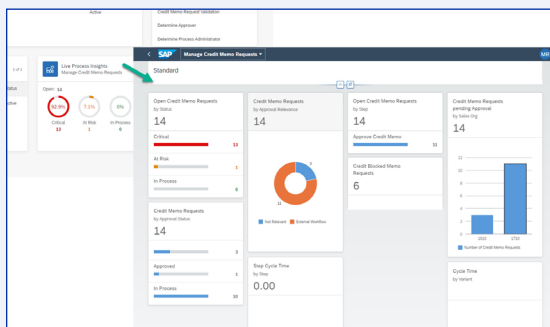 Active
Credit Memo Request Validation
Determine Approver
Determine Process Administrator
Live Process Insights
Manage Credit Memo Requests
Open 14
92.9%
7.1%
0%
Critical
At Risk
In Process
13
1
0
SAP
Manage Credit Memo Requests
MR
Standard
Open Credit Memo Requests
by Status
14
Critical
13
At Risk
1
In Process
0
Credit Memo Requests
by Approval Status
14
3
Approved
1
In Process
10
Credit Memo Requests
by Approval Relevance
14
3
11
Not Relevant
External Workflow
Step Cycle Time
by Step
0.00
Open Credit Memo Requests
by Step
14
Approve Credit Memo
11
Credit Blocked Memo
Requests
6
Credit Memo Requests
pending Approval
by Sales Org
14
12
10
8
6
4
2
0
1010
1710
Number of Credit Memo Requests
Cycle Time
by Variant